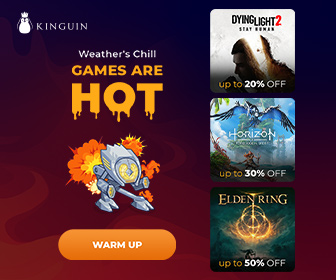 KINGUIN
Weather's Chill
GAMES ARE
HOT
WARM UP
DYING LIGHT 2
STAY HUMAN
up to 20% OFF
HORIZON
up to 30% OFF
ELDEN RING
up to 50% OFF